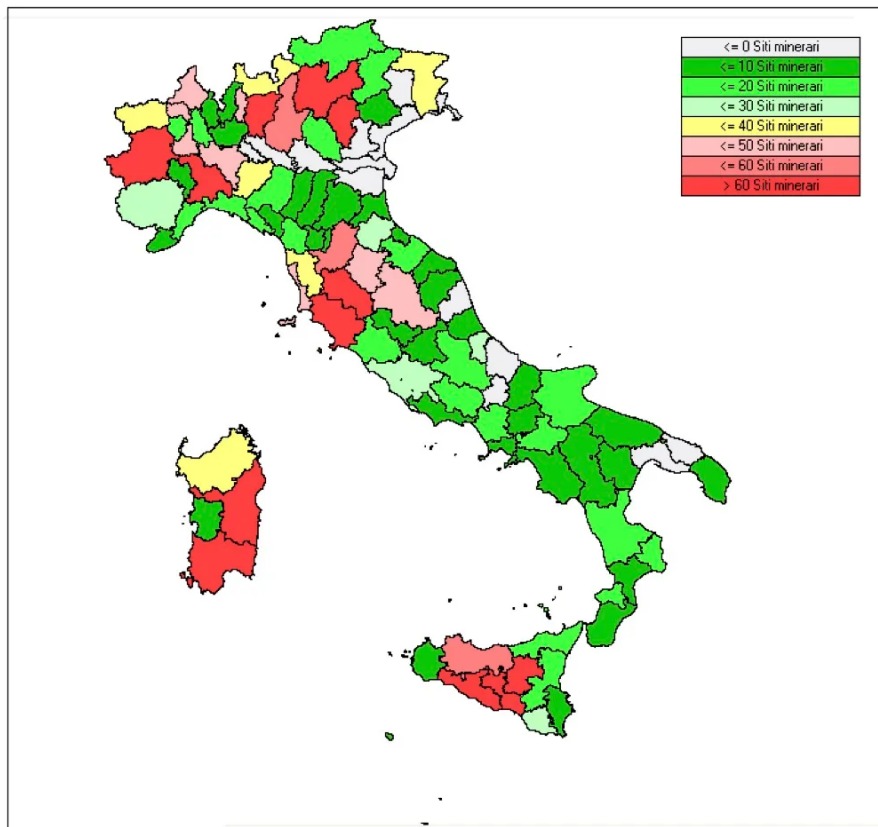 <= 0 Siti minerari
<= 10 Siti minerari
<= 20 Siti minerari
<= 30 Siti minerari
<= 40 Siti minerari
<= 50 Siti minerari
<= 60 Siti minerari
> 60 Siti minerari